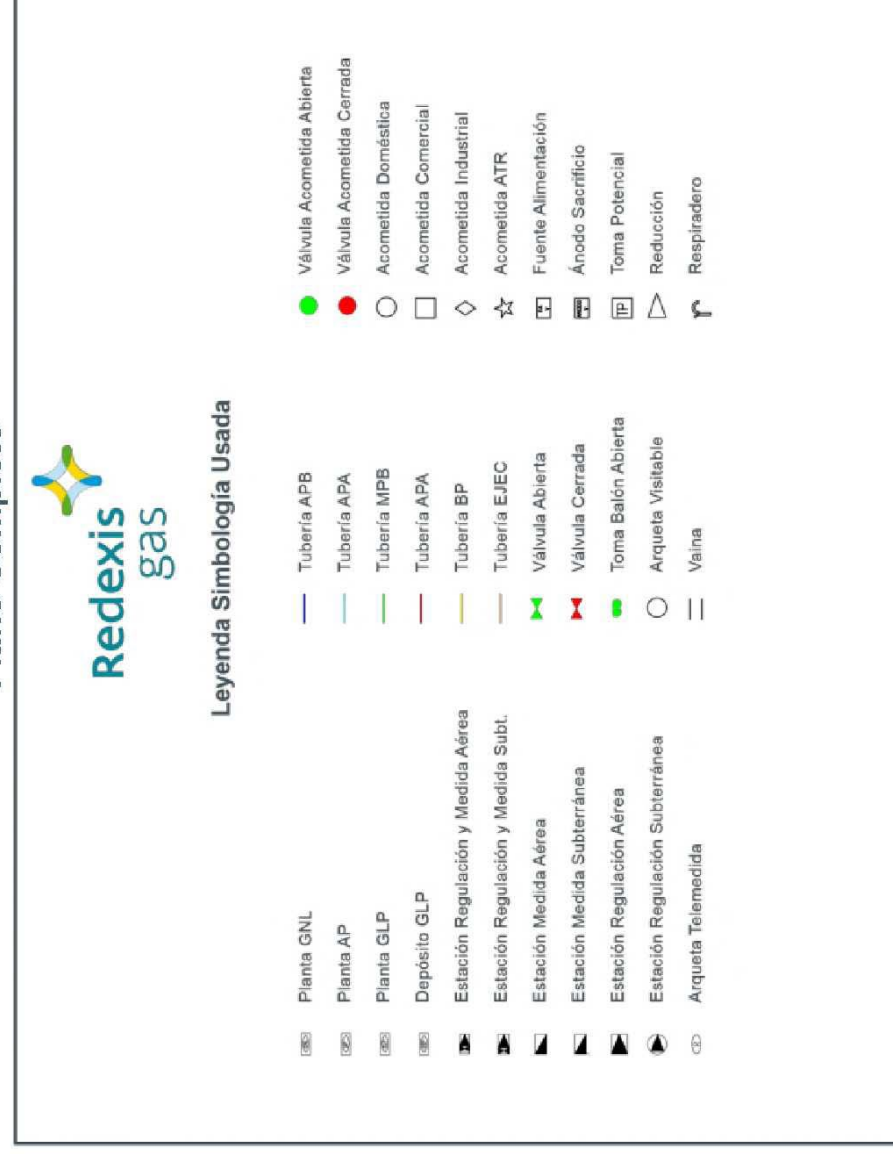 Redexis
gas
Leyenda Simbología Usada
Planta GNL
Planta AP
Planta GLP
Depósito GLP
Estación Regulación y Medida Aérea
Estación Regulación y Medida Subt.
Estación Medida Aérea
Estación Medida Subterránea
Estación Regulación Aérea
Estación Regulación Subterránea
Arqueta Telemedida
Tubería APB
Tubería APA
Tubería MPB
Tubería APA
Tubería BP
Tubería EJEC
Válvula Abierta
Válvula Cerrada
Toma Balón Abierta
Arqueta Visitable
Vaina
Válvula Acometida Abierta
Válvula Acometida Cerrada
Acometida Doméstica
Acometida Comercial
Acometida Industrial
Acometida ATR
Fuente Alimentación
Ánodo Sacrificio
TP Toma Potencial
Reducción
Respiradero